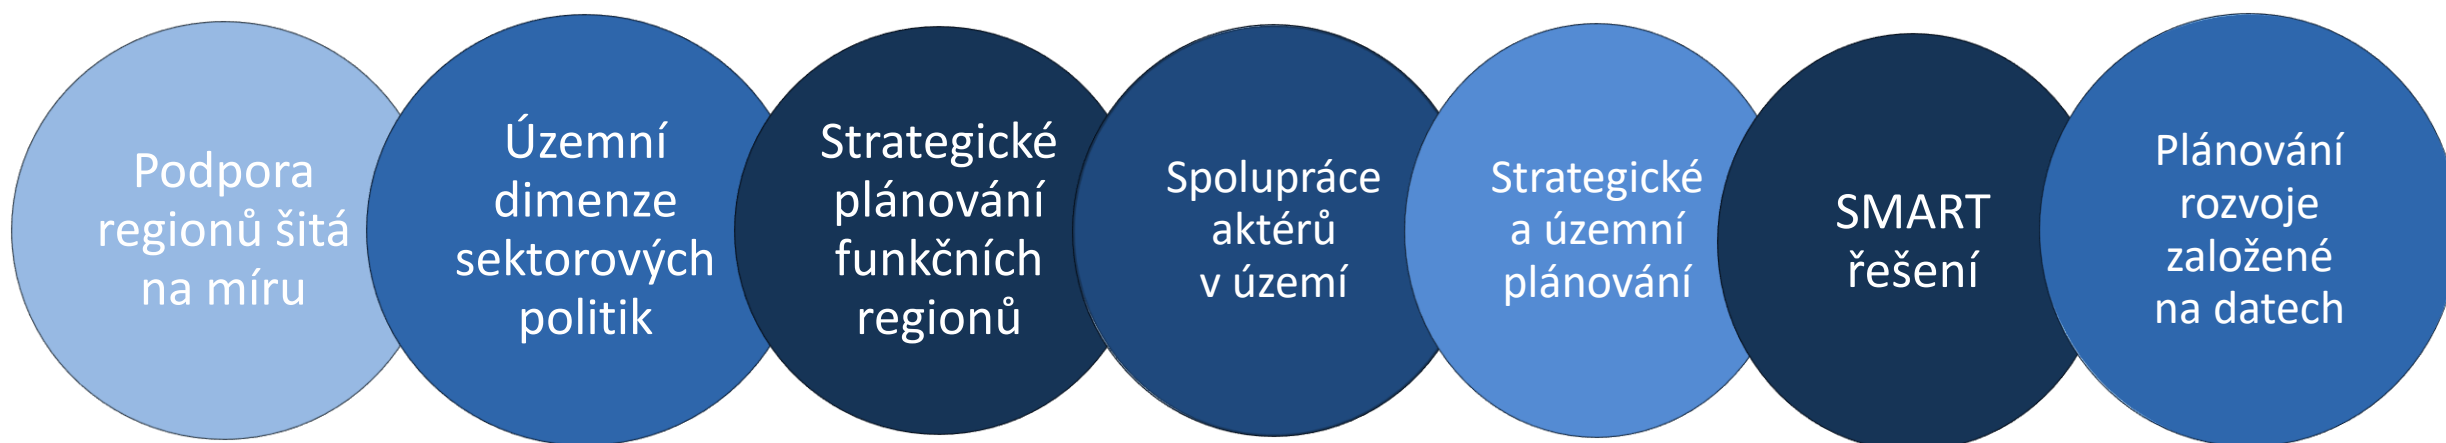 Podpora
regionů šitá
na míru
Územní
dimenze
sektorových
politik
Strategické
plánování
funkčních
regionů
Spolupráce
aktérů
v území
Strategické
a územní
plánování
SMART
řešení
Plánování
rozvoje
založené
na datech